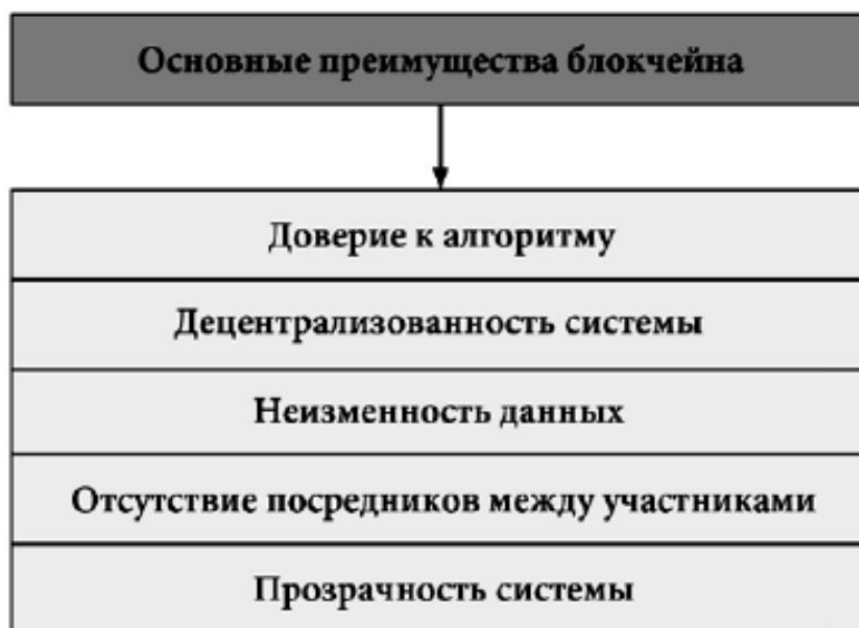 Основные преимущества блокчейна
Доверие к алгоритму
Децентрализованность системы
Неизменность данных
Отсутствие посредников между участниками
Прозрачность системы